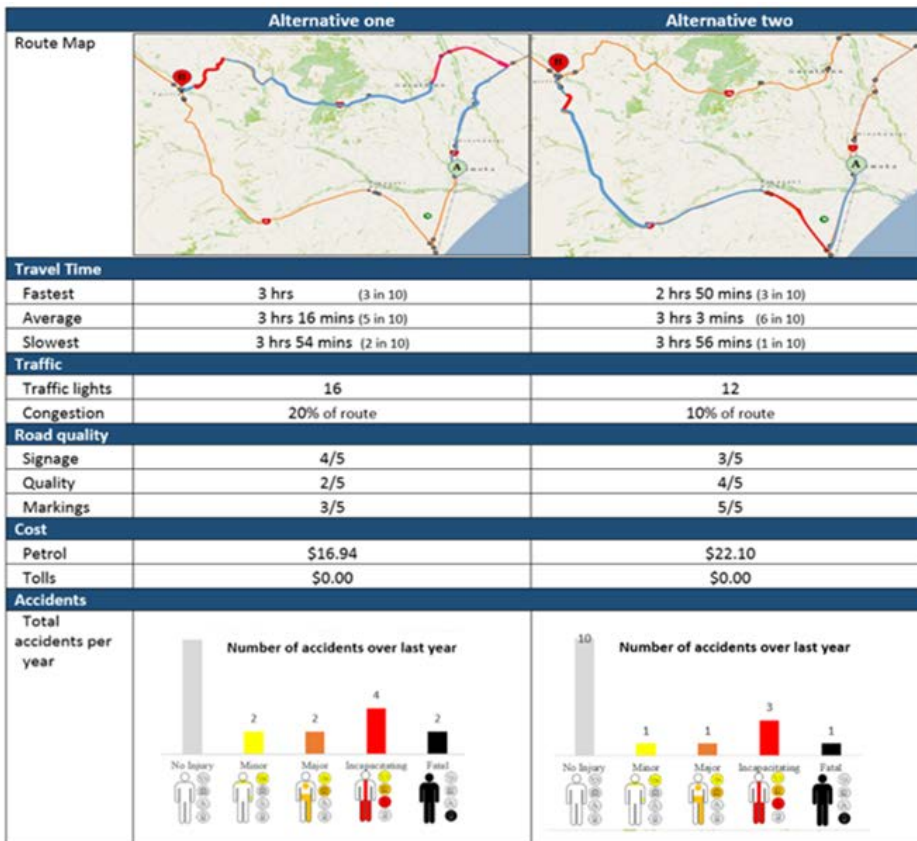 Alternative one Alternative two
Route Map
B B
A A
Travel Time
Fastest 3 hrs (3 in 10) 2 hrs 50 mins (3 in 10)
Average 3 hrs 16 mins (5 in 10) 3 hrs 3 mins (6 in 10)
Slowest 3 hrs 54 mins (2 in 10) 3 hrs 56 mins (1 in 10)
Traffic
Traffic lights 16 12
Congestion 20% of route 10% of route
Road quality
Signage 4/5 3/5
Quality 2/5 4/5
Markings 3/5 5/5
Cost
Petrol $16.94 $22.10
Tolls $0.00 $0.00
Accidents
Total
accidents per
year
Number of accidents over last year
2 2 4 2
No Injury Minor Major Incapacitating Fatal
Number of accidents over last year
10 1 1 3 1
No Injury Minor Major Incapacitating Fatal